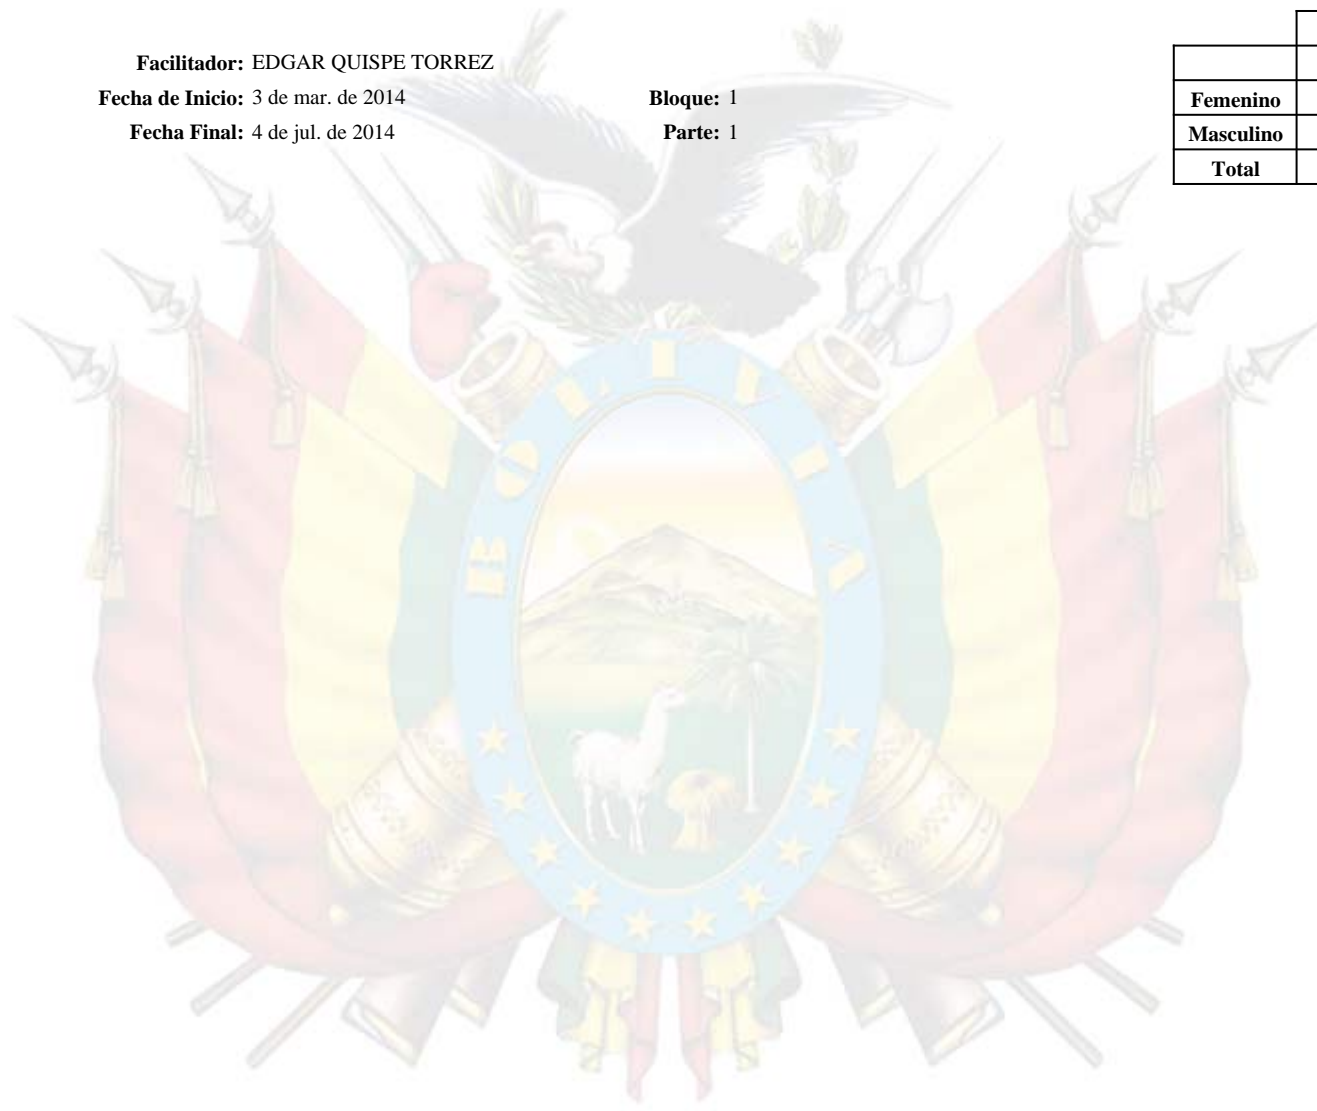 Facilitador: EDGAR QUISPE TORREZ
Fecha de Inicio: 3 de mar. de 2014 Bloque: 1
Fecha Final: 4 de jul. de 2014 Parte: 1
Femenino
Masculino
Total
BOLIVIA